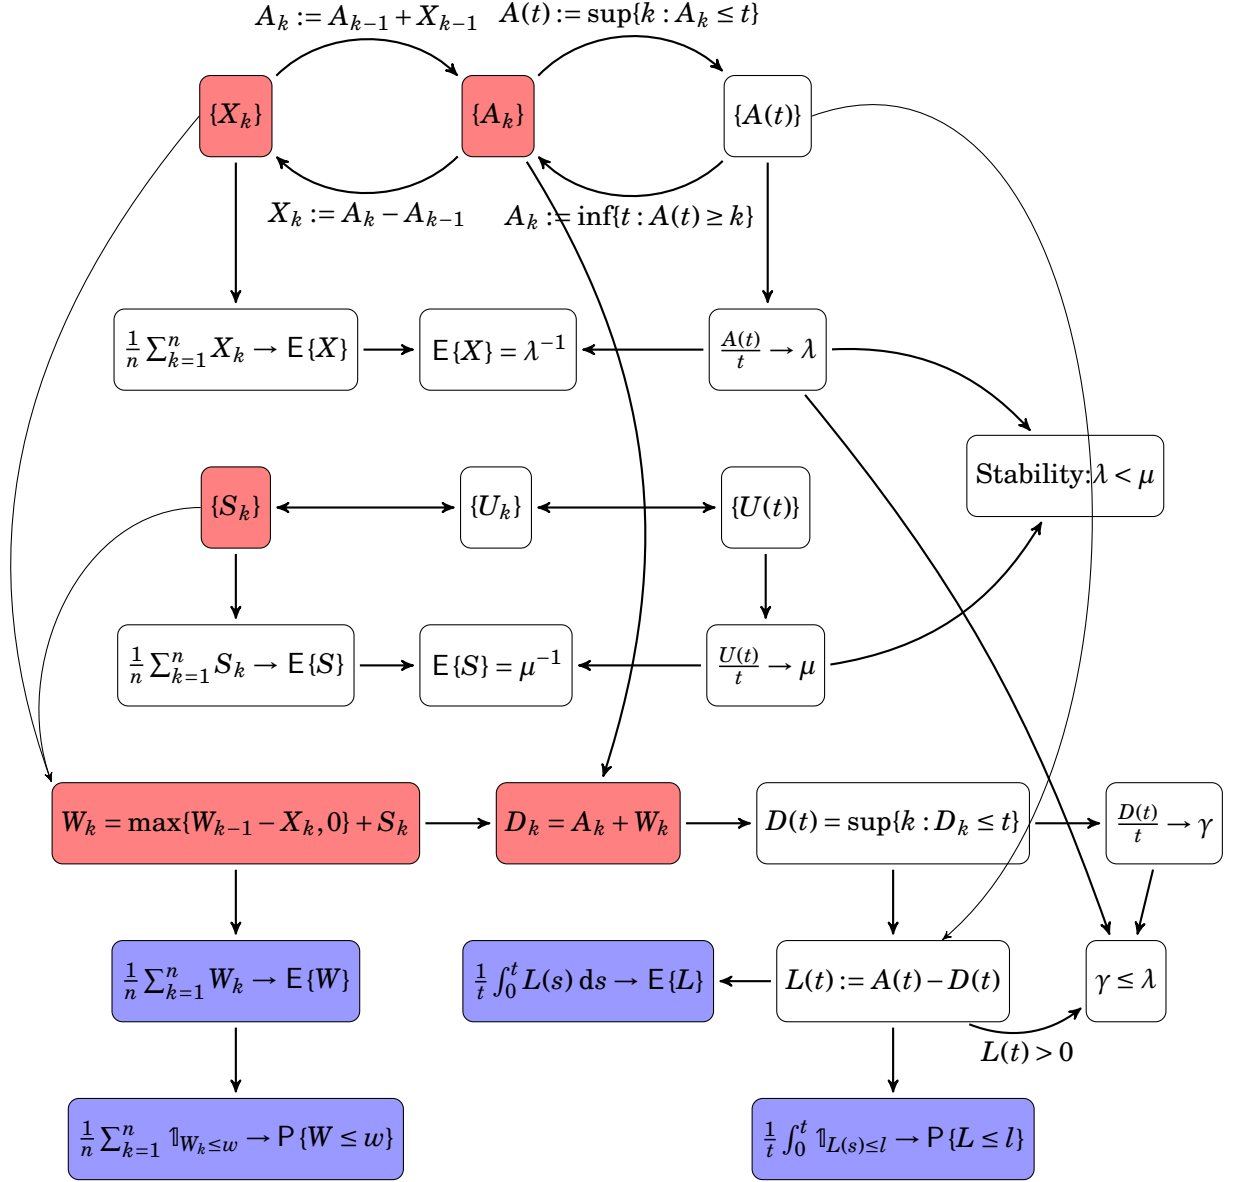 A_k := A_{k−1} + X_{k−1}
A(t) := sup{k : A_k ≤ t}
{X_k}
{A_k}
{A(t)}
X_k := A_k − A_{k−1}
A_k := inf{t : A(t) ≥ k}
1/n ∑_{k=1}^n X_k → E{X}
E{X} = λ^{−1}
A(t)/t → λ
Stability:λ < μ
{S_k}
{U_k}
{U(t)}
1/n ∑_{k=1}^n S_k → E{S}
E{S} = μ^{−1}
U(t)/t → μ
W_k = max{W_{k−1} − X_k, 0} + S_k
D_k = A_k + W_k
D(t) = sup{k : D_k ≤ t}
D(t)/t → γ
1/n ∑_{k=1}^n W_k → E{W}
1/t ∫_0^t L(s) ds → E{L}
L(t) := A(t) − D(t)
γ ≤ λ
L(t) > 0
1/n ∑_{k=1}^n 𝟙_{W_k ≤ w} → P{W ≤ w}
1/t ∫_0^t 𝟙_{L(s) ≤ l} → P{L ≤ l}